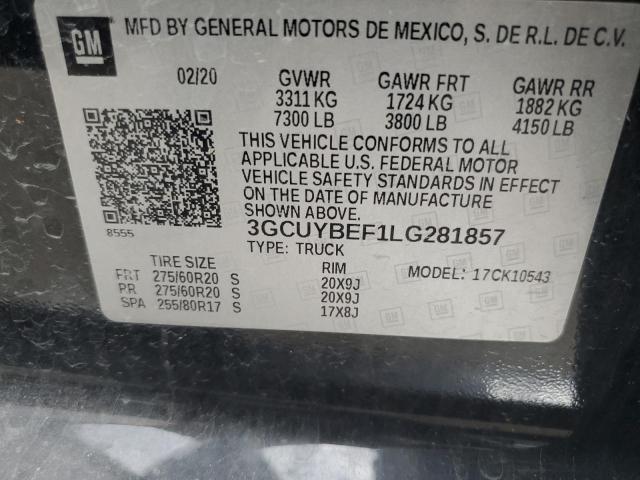 GM
MFD BY GENERAL MOTORS DE MEXICO, S. DE R.L. DE C.V.
02/20 GVWR GAWR FRT GAWR RR
3311 KG 1724 KG 1882 KG
7300 LB 3800 LB 4150 LB
THIS VEHICLE CONFORMS TO ALL
APPLICABLE U.S. FEDERAL MOTOR
VEHICLE SAFETY STANDARDS IN EFFECT
ON THE DATE OF MANUFACTURE
SHOWN ABOVE.
8555
3GCUYBEF1LG281857
TYPE: TRUCK
TIRE SIZE RIM MODEL: 17CK10543
FRT 275/60R20 S 20X9J
PR 275/60R20 S 20X9J
SPA 255/80R17 S 17X8J